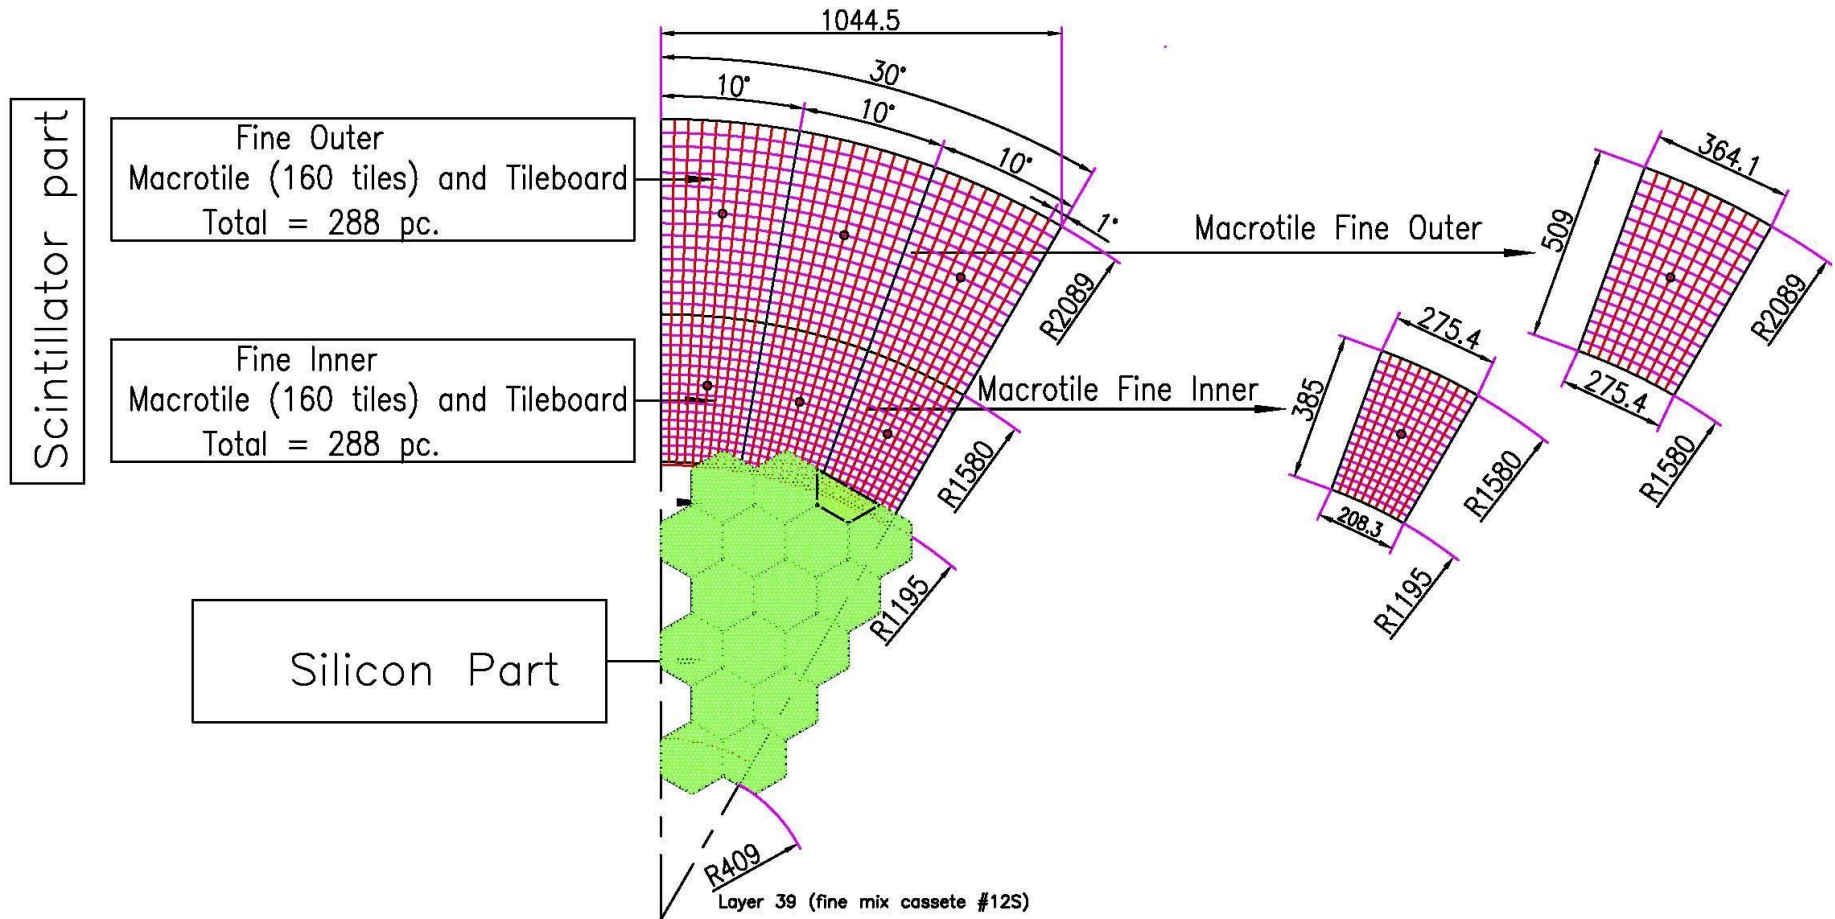 1044.5
30°
10°
10°
10°
1°
Scintillator part
Fine Outer
Macrotile (160 tiles) and Tileboard
Total = 288 pc.
Macrotile Fine Outer
R2089
364.1
509
275.4
R2089
R1580
Fine Inner
Macrotile (160 tiles) and Tileboard
Total = 288 pc.
Macrotile Fine Inner
R1580
275.4
385
208.3
R1580
R1195
R1195
Silicon Part
R409
Layer 39 (fine mix cassete #12S)